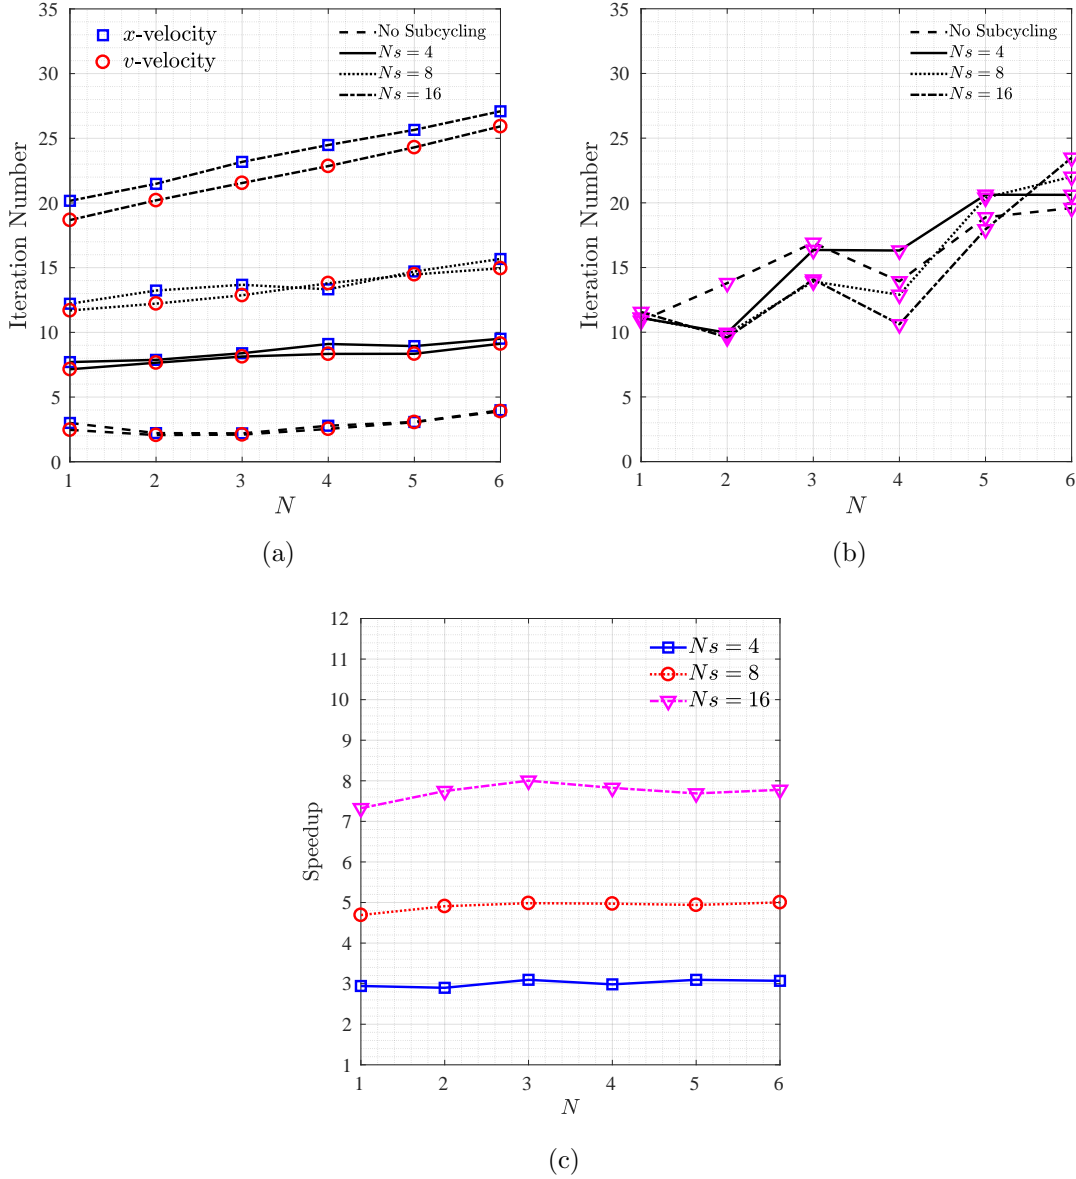 35
30
25
20
15
10
5
0
Iteration Number
x-velocity
v-velocity
No Subcycling
Ns = 4
Ns = 8
Ns = 16
1 2 3 4 5 6
N
(a)
35
30
25
20
15
10
5
0
Iteration Number
No Subcycling
Ns = 4
Ns = 8
Ns = 16
1 2 3 4 5 6
N
(b)
12
11
10
9
8
7
6
5
4
3
2
1
Speedup
Ns = 4
Ns = 8
Ns = 16
1 2 3 4 5 6
N
(c)